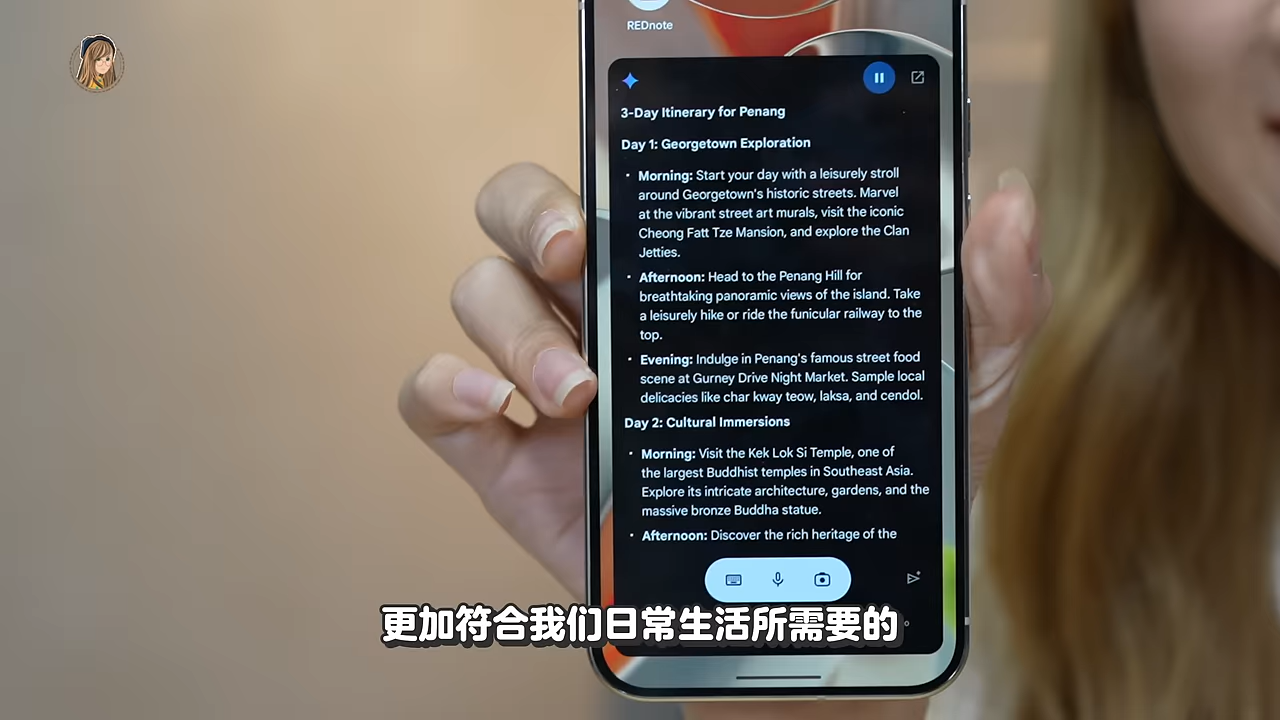 REDnote
3-Day Itinerary for Penang
Day 1: Georgetown Exploration
• Morning: Start your day with a leisurely stroll
around Georgetown's historic streets. Marvel
at the vibrant street art murals, visit the iconic
Cheong Fatt Tze Mansion, and explore the Clan
Jetties.
• Afternoon: Head to the Penang Hill for
breathtaking panoramic views of the island. Take
a leisurely hike or ride the funicular railway to the
top.
• Evening: Indulge in Penang's famous street food
scene at Gurney Drive Night Market. Sample local
delicacies like char kway teow, laksa, and cendol.
Day 2: Cultural Immersions
• Morning: Visit the Kek Lok Si Temple, one of
the largest Buddhist temples in Southeast Asia.
Explore its intricate architecture, gardens, and the
massive bronze Buddha statue.
• Afternoon: Discover the rich heritage of the
更加符合我们日常生活所需要的